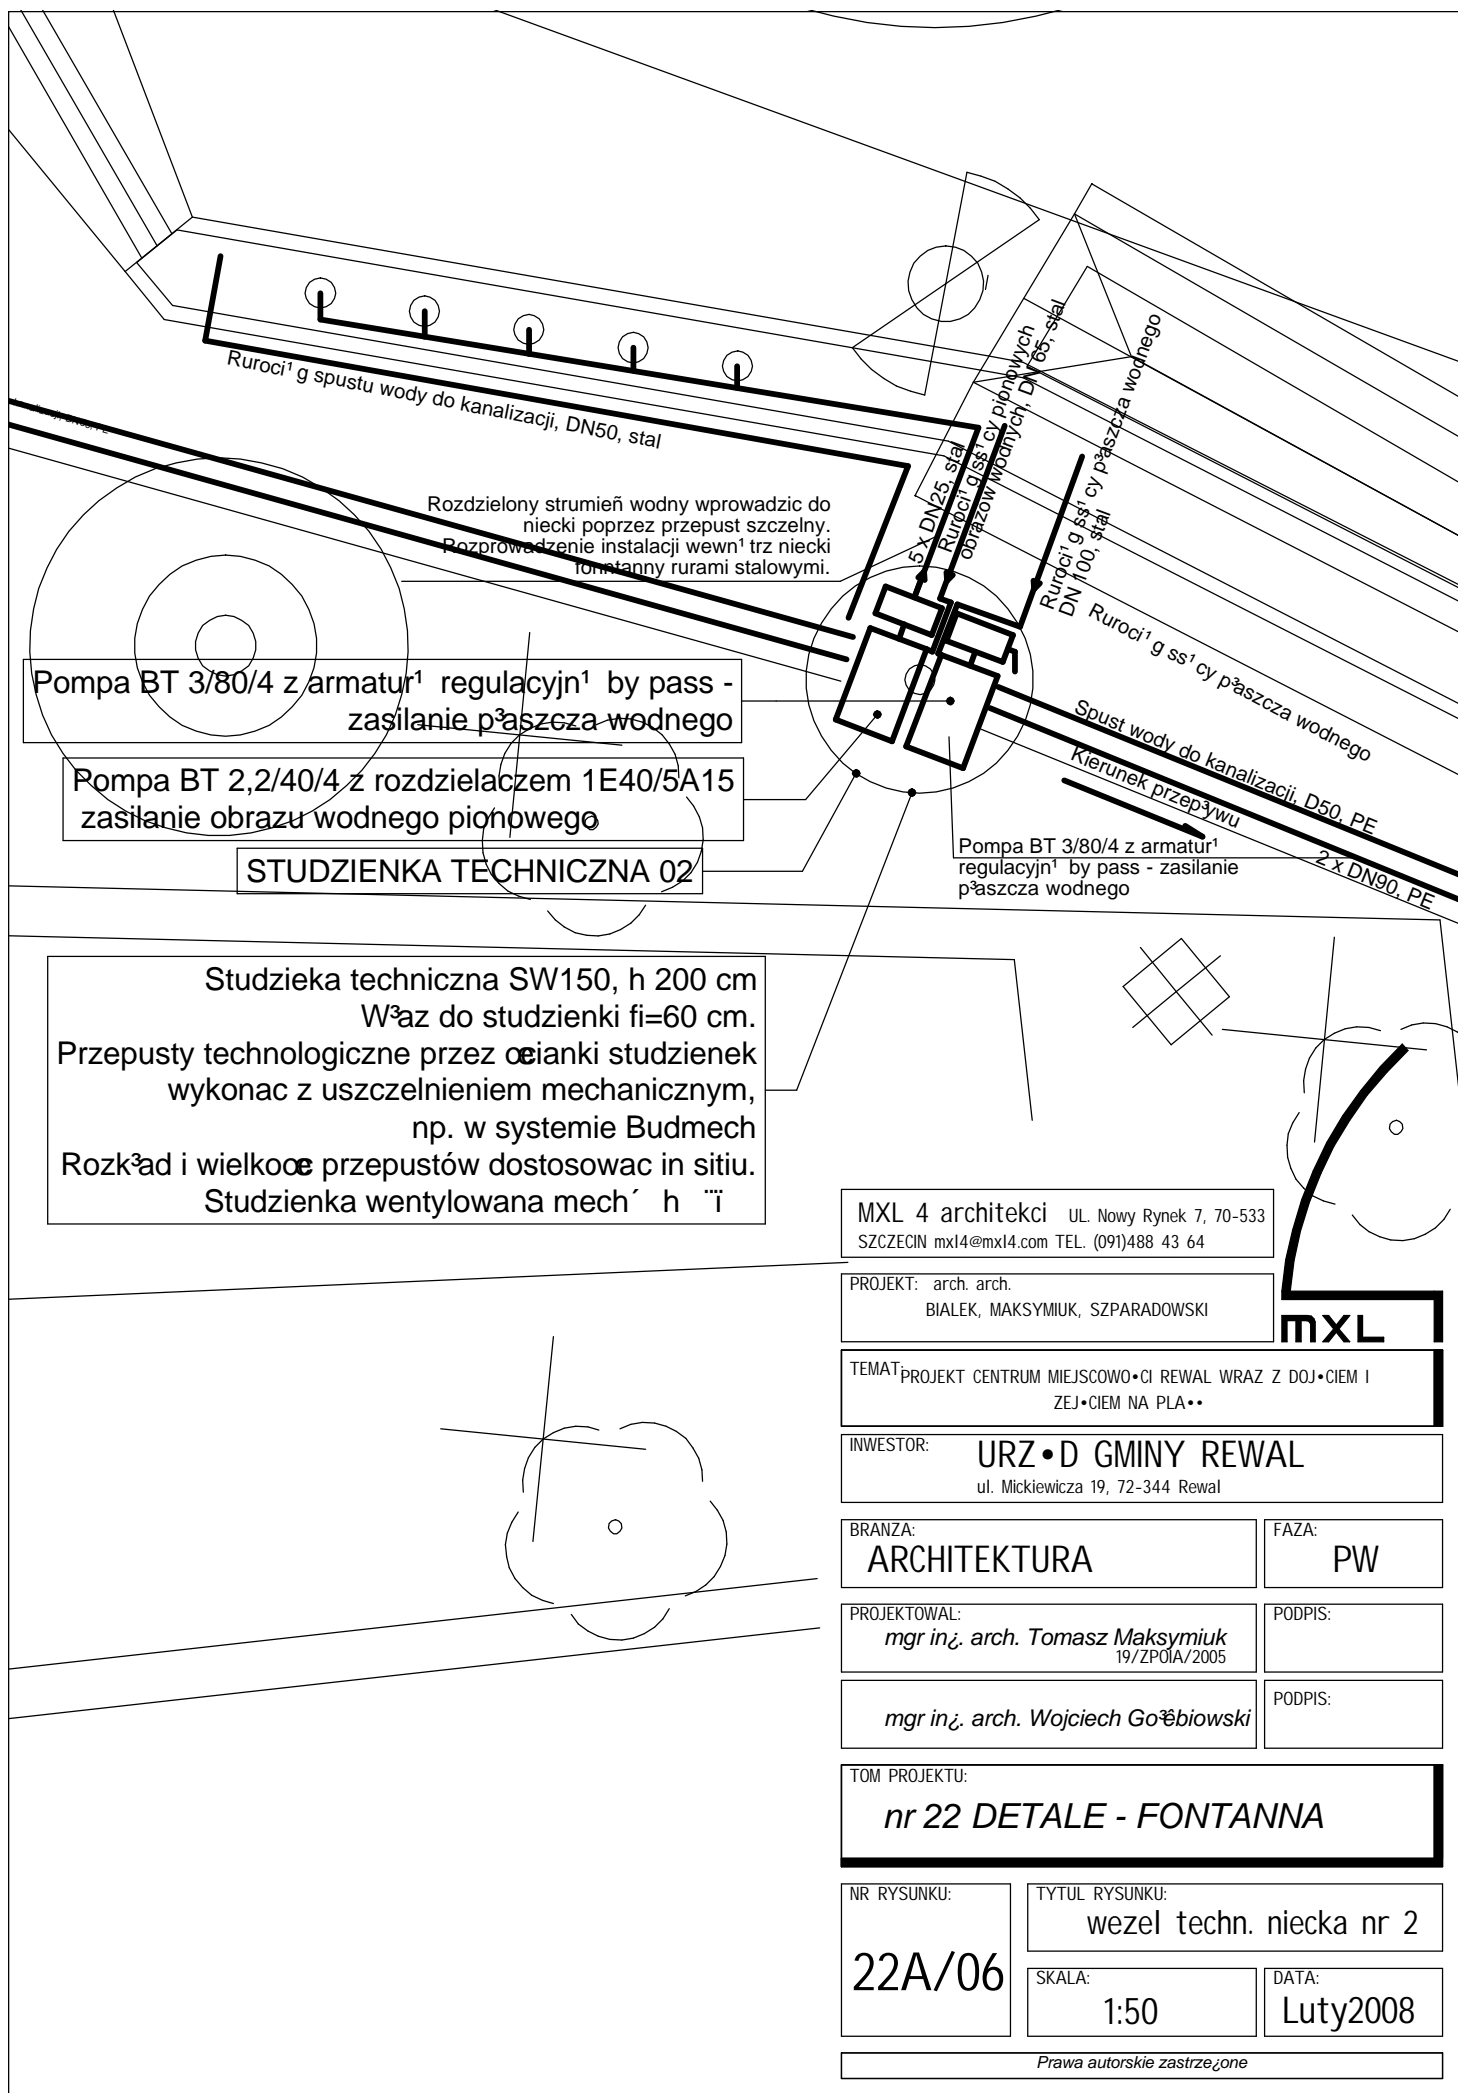 Ruroci¹ g spustu wody do kanalizacji, DN50, stal
Rozdzielony strumień wodny wprowadzic do
niecki poprzez przepust szczelny.
Rozprowadzenie instalacji wewn¹ trz niecki
fonntanny rurami stalowymi.
5 x DN25, stal
Ruroci¹ g ss¹ cy pionowych
obrazów wodnych, DN 65, stal
Ruroci¹ g ss¹ cy p³aszcza wodnego
DN 100, stal
Ruroci¹ g ss¹ cy p³aszcza wodnego
Pompa BT 3/80/4 z armatur¹ regulacyjn¹ by pass -
zasilanie p³aszcza wodnego
Pompa BT 2,2/40/4 z rozdzielaczem 1E40/5A15
zasilanie obrazu wodnego pionowego
STUDZIENKA TECHNICZNA 02
Spust wody do kanalizacji, D50, PE
Kierunek przep³ywu
2 x DN90, PE
Pompa BT 3/80/4 z armatur¹
regulacyjn¹ by pass - zasilanie
p³aszcza wodnego
Studzieka techniczna SW150, h 200 cm
W³az do studzienki fi=60 cm.
Przepusty technologiczne przez œcianki studzienek
wykonac z uszczelnieniem mechanicznym,
np. w systemie Budmech
Rozk³ad i wielkoœe przepustów dostosowac in sitiu.
Studzienka wentylowana mech´ h ¨ï
MXL 4 architekci UL. Nowy Rynek 7, 70-533
SZCZECIN mxl4@mxl4.com TEL. (091)488 43 64
PROJEKT: arch. arch.
BIALEK, MAKSYMIUK, SZPARADOWSKI
MXL
TEMAT: PROJEKT CENTRUM MIEJSCOWO•CI REWAL WRAZ Z DOJ•CIEM I
ZEJ•CIEM NA PLA••
INWESTOR: URZ•D GMINY REWAL
ul. Mickiewicza 19, 72-344 Rewal
BRANZA:
ARCHITEKTURA
FAZA:
PW
PROJEKTOWAL:
mgr in¿. arch. Tomasz Maksymiuk
19/ZPOIA/2005
PODPIS:
mgr in¿. arch. Wojciech Go³êbiowski
PODPIS:
TOM PROJEKTU:
nr 22 DETALE - FONTANNA
NR RYSUNKU:
22A/06
TYTUL RYSUNKU:
wezel techn. niecka nr 2
SKALA:
1:50
DATA:
Luty2008
Prawa autorskie zastrze¿one